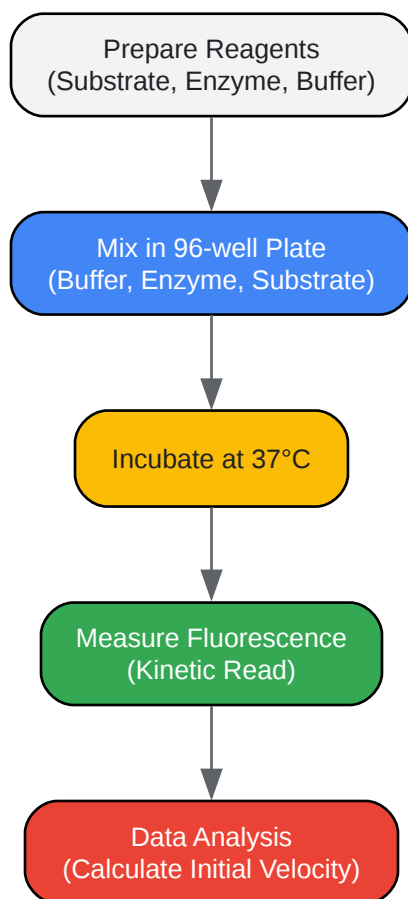 Prepare Reagents
(Substrate, Enzyme, Buffer)
Mix in 96-well Plate
(Buffer, Enzyme, Substrate)
Incubate at 37°C
Measure Fluorescence
(Kinetic Read)
Data Analysis
(Calculate Initial Velocity)